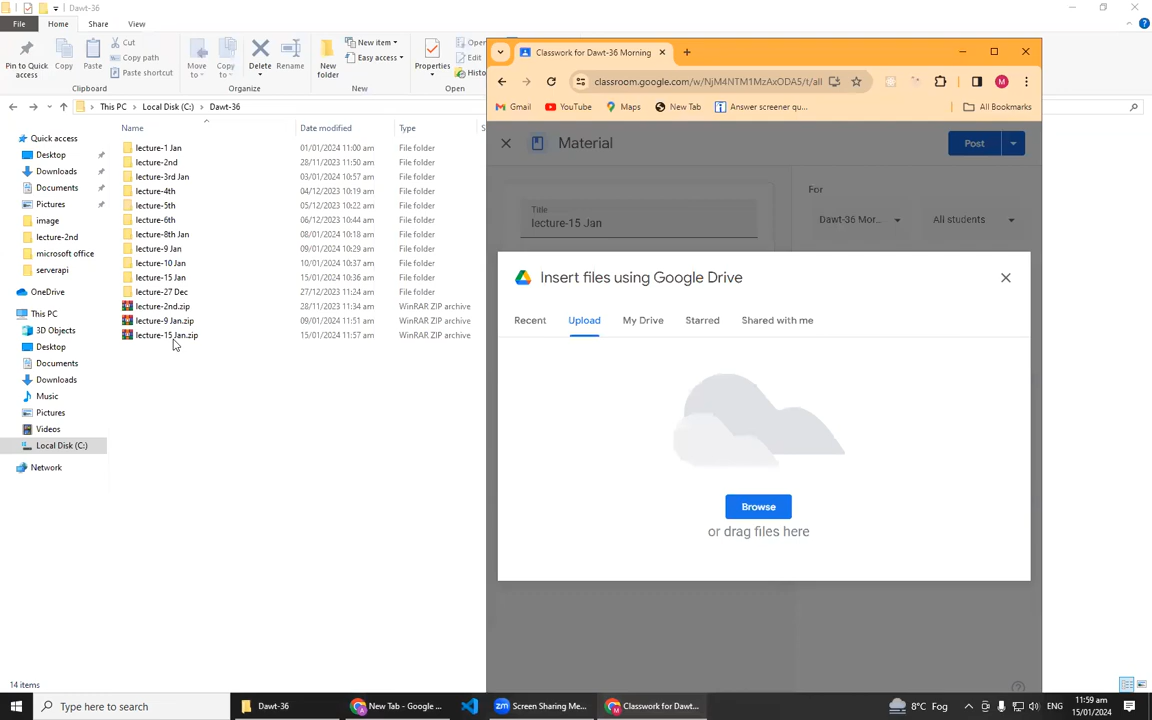 Dawt-36
File
Home
Share
View
Pin to Quick access
Copy
Paste
Cut
Copy path
Paste shortcut
Clipboard
Move to
Copy to
Delete
Rename
Organize
New folder
New item
Easy access
New
Properties
Open
Edit
Histo
Open
This PC
Local Disk (C:)
Dawt-36
Quick access
Desktop
Downloads
Documents
Pictures
image
lecture-2nd
microsoft office
serverapi
OneDrive
This PC
3D Objects
Desktop
Documents
Downloads
Music
Pictures
Videos
Local Disk (C:)
Network
Name Date modified Type S
lecture-1 Jan 01/01/2024 11:00 am File folder
lecture-2nd 28/11/2023 11:50 am File folder
lecture-3rd Jan 03/01/2024 10:57 am File folder
lecture-4th 04/12/2023 10:19 am File folder
lecture-5th 05/12/2023 10:22 am File folder
lecture-6th 06/12/2023 10:44 am File folder
lecture-8th Jan 08/01/2024 10:18 am File folder
lecture-9 Jan 09/01/2024 10:29 am File folder
lecture-10 Jan 10/01/2024 10:37 am File folder
lecture-15 Jan 15/01/2024 10:36 am File folder
lecture-27 Dec 27/12/2023 11:24 am File folder
lecture-2nd.zip 28/11/2023 11:34 am WinRAR ZIP archive
lecture-9 Jan.zip 09/01/2024 11:51 am WinRAR ZIP archive
lecture-15 Jan.zip 15/01/2024 11:57 am WinRAR ZIP archive
14 items
Classwork for Dawt-36 Morning
classroom.google.com/w/NjM4NTM1MzAxODA5/t/all
M
Gmail
YouTube
Maps
New Tab
Answer screener qu...
All Bookmarks
Material
Post
Title
lecture-15 Jan
For
Dawt-36 Mor...
All students
Insert files using Google Drive
Recent
Upload
My Drive
Starred
Shared with me
Browse
or drag files here
Type here to search
Dawt-36
New Tab - Google ...
zm
Screen Sharing Me...
Classwork for Dawt...
8°C Fog
11:59 am
15/01/2024